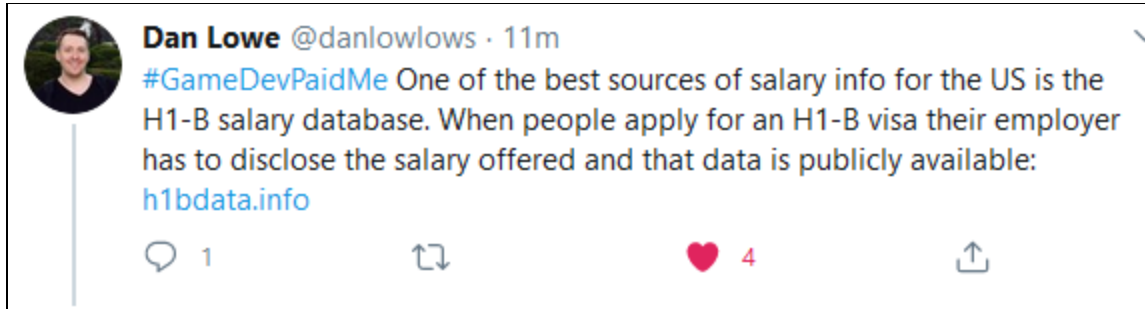 Dan Lowe @danlowlows · 11m
#GameDevPaidMe One of the best sources of salary info for the US is the
H1-B salary database. When people apply for an H1-B visa their employer
has to disclose the salary offered and that data is publicly available:
h1bdata.info
1 4